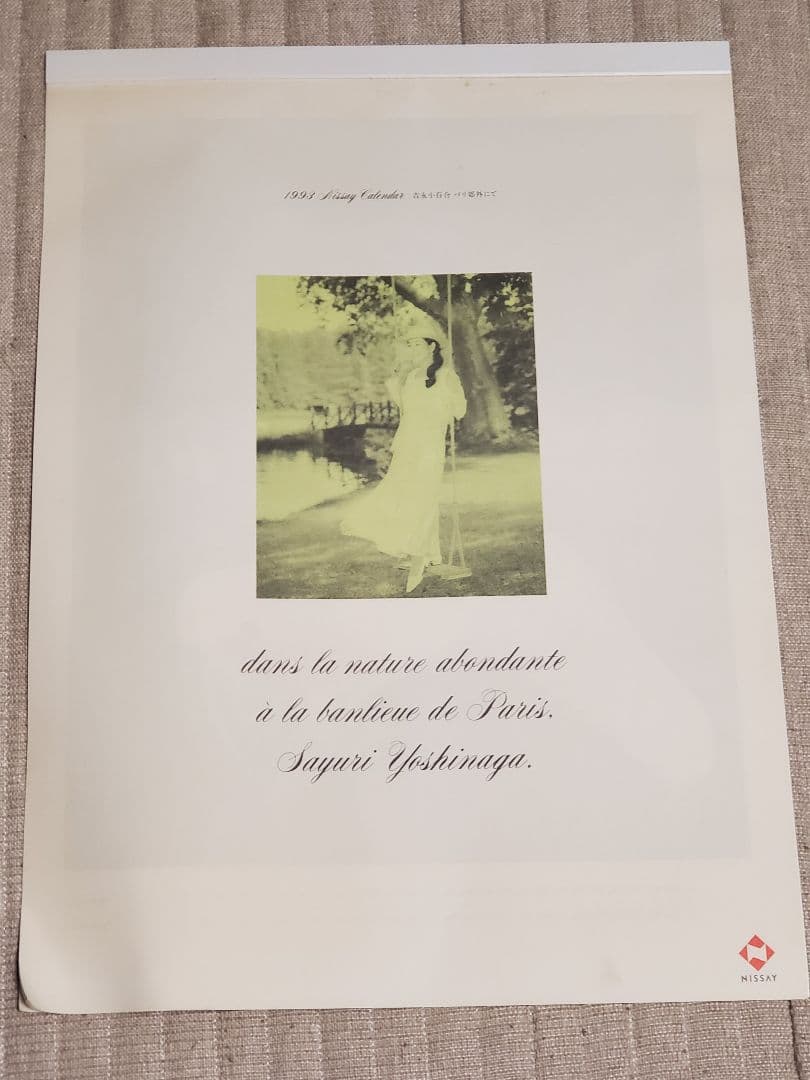 1993 Nissay Calendar 吉永小百合 パリ郊外にて
dans la nature abondante
à la banlieue de Paris.
Sayuri Yoshinaga.
NISSAY